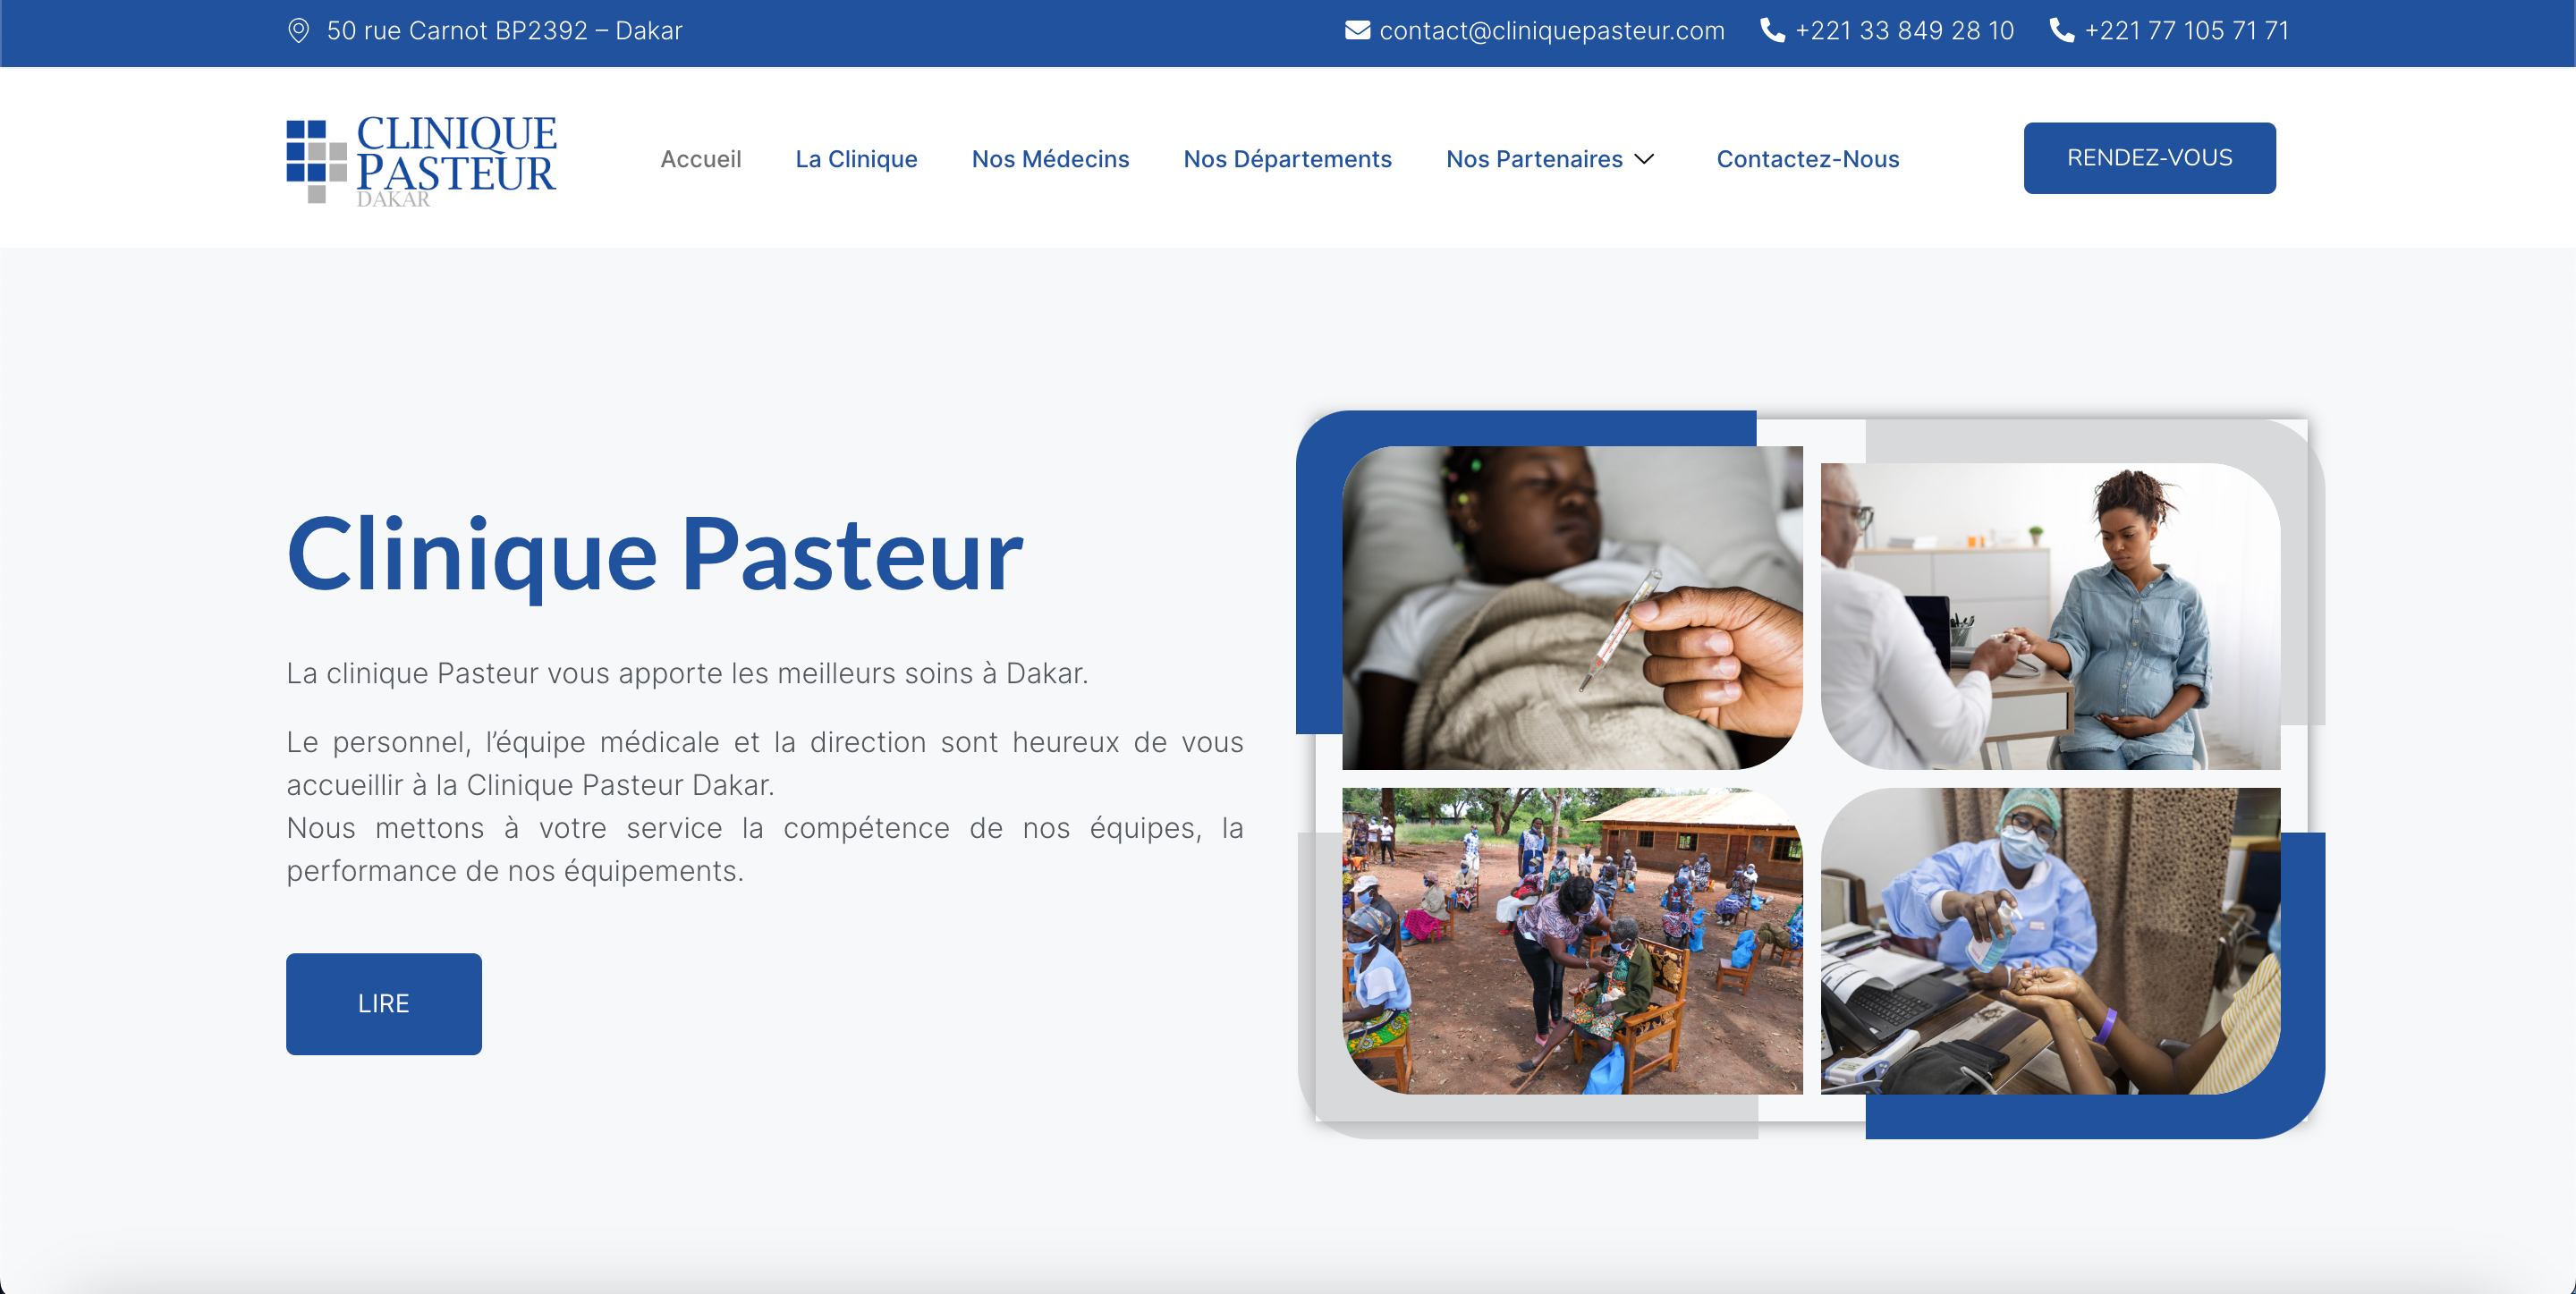 50 rue Carnot BP2392 – Dakar
contact@cliniquepasteur.com
+221 33 849 28 10
+221 77 105 71 71
CLINIQUE
PASTEUR
DAKAR
Accueil
La Clinique
Nos Médecins
Nos Départements
Nos Partenaires
Contactez-Nous
RENDEZ-VOUS
Clinique Pasteur
La clinique Pasteur vous apporte les meilleurs soins à Dakar.
Le personnel, l’équipe médicale et la direction sont heureux de vous
accueillir à la Clinique Pasteur Dakar.
Nous mettons à votre service la compétence de nos équipes, la
performance de nos équipements.
LIRE